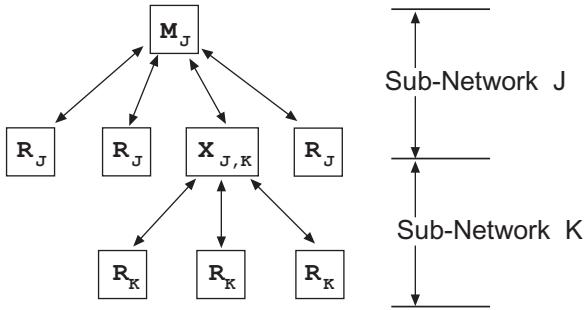 M_J
Sub-Network J
R_J R_J X_J,K R_J
Sub-Network K
R_K R_K R_K